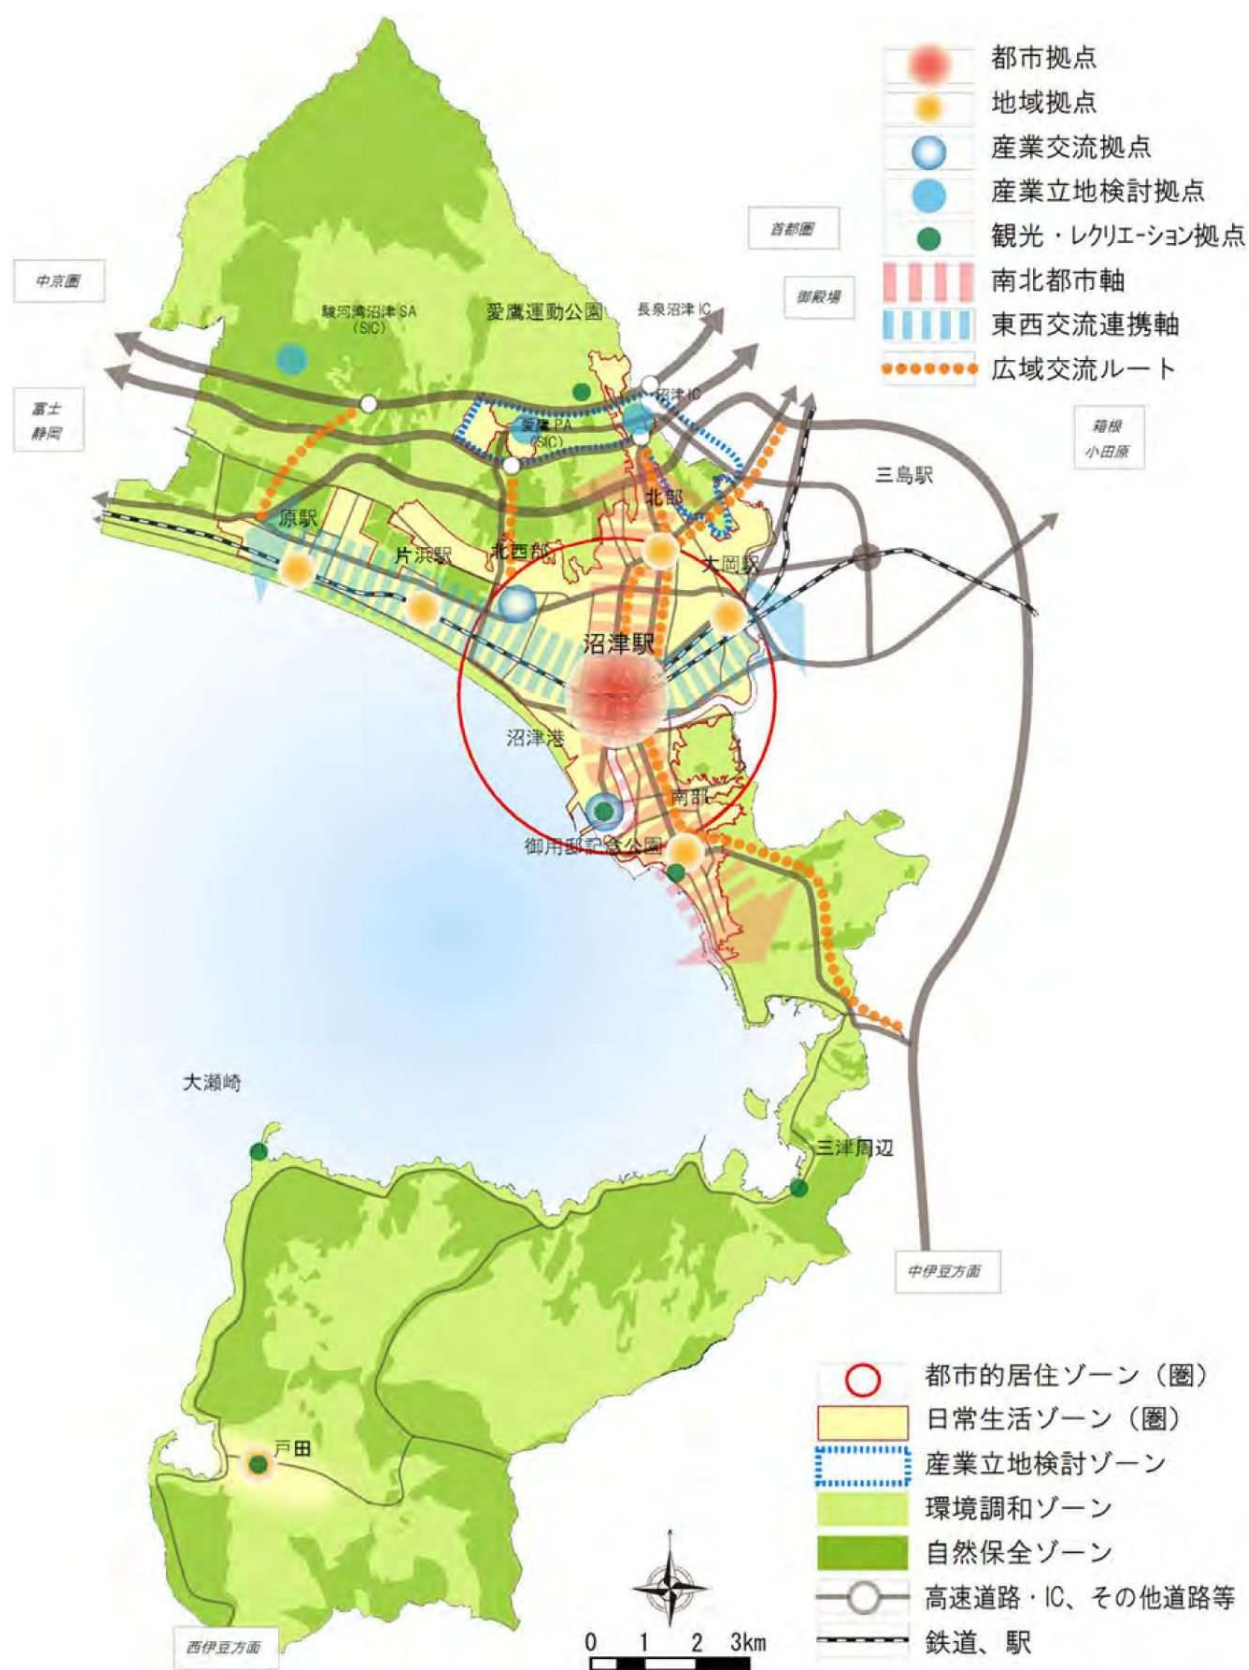 都市拠点
地域拠点
産業交流拠点
産業立地検討拠点
観光・レクリエーション拠点
南北都市軸
東西交流連携軸
広域交流ルート
首都圏
中京圏
御殿場
駿河湾沼津SA
(SIC)
愛鷹運動公園
長泉沼津IC
沼津IC
富士
静岡
愛鷹PA
(SIC)
箱根
小田原
三島駅
北部
原駅
片浜駅
北西部
大岡駅
沼津駅
沼津港
南部
御用邸記念公園
大瀬崎
三津周辺
中伊豆方面
戸田
西伊豆方面
都市的居住ゾーン（圏）
日常生活ゾーン（圏）
産業立地検討ゾーン
環境調和ゾーン
自然保全ゾーン
高速道路・IC、その他道路等
鉄道、駅
0 1 2 3km